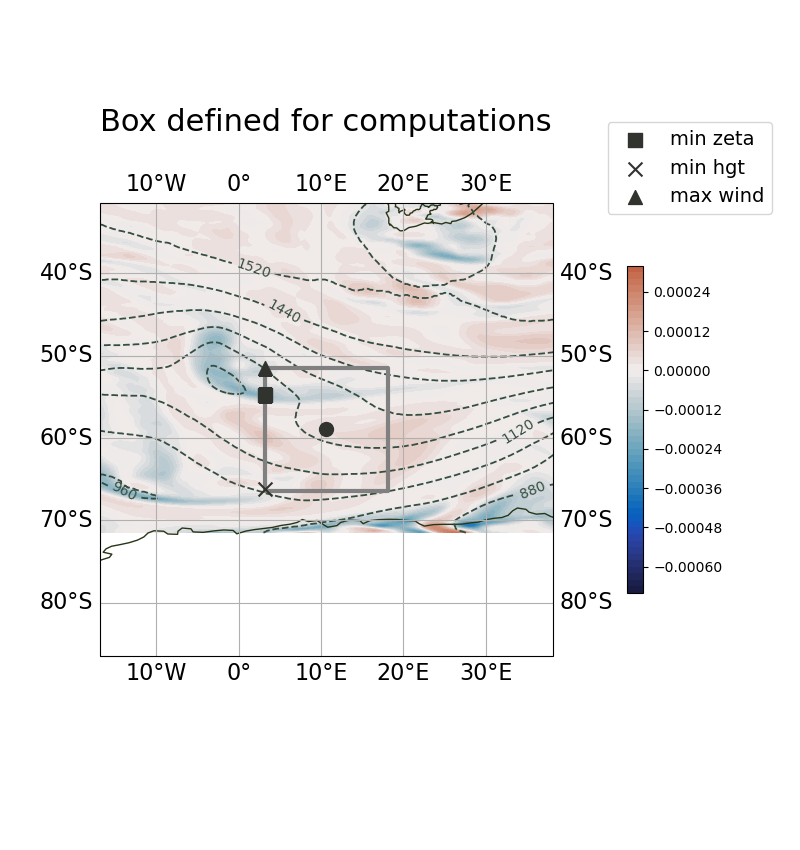 Box defined for computations
min zeta
min hgt
max wind
10°W 0° 10°E 20°E 30°E
40°S 40°S
50°S 50°S
60°S 60°S
70°S 70°S
80°S 80°S
10°W 0° 10°E 20°E 30°E
1520
1440
1120
960
880
0.00024
0.00012
0.00000
−0.00012
−0.00024
−0.00036
−0.00048
−0.00060